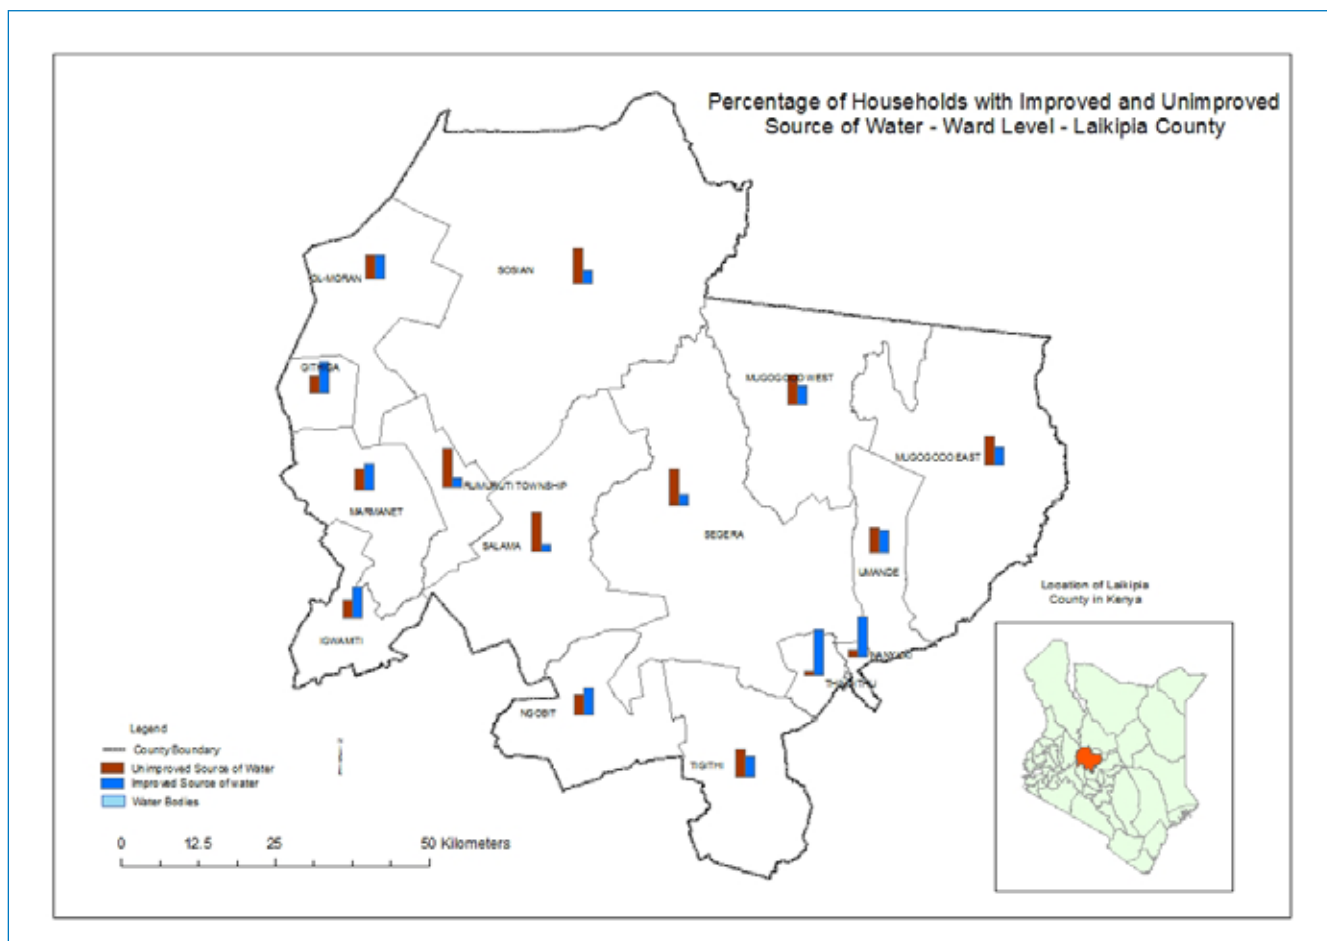 Percentage of Households with Improved and Unimproved
Source of Water - Ward Level - Laikipia County
OL-MORAN
SOSIAN
GITHIGA
MUGOGODO WEST
MUGOGODO EAST
RUMURUTI TOWNSHIP
MARMANET
SEGERA
SALAMA
UMANDE
Location of Laikipia
County in Kenya
IGWAMITI
NANYUKI
THINGITHU
NGOBIT
TIGITHI
Legend
County Boundary
Unimproved Source of Water
Improved Source of water
Water Bodies
0 12.5 25 50 Kilometers